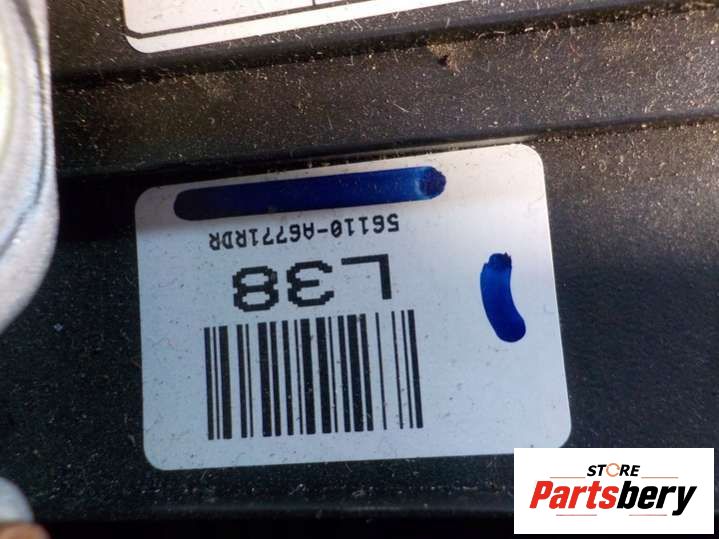 L38
56110-A6771RDR
STORE
Partsbery